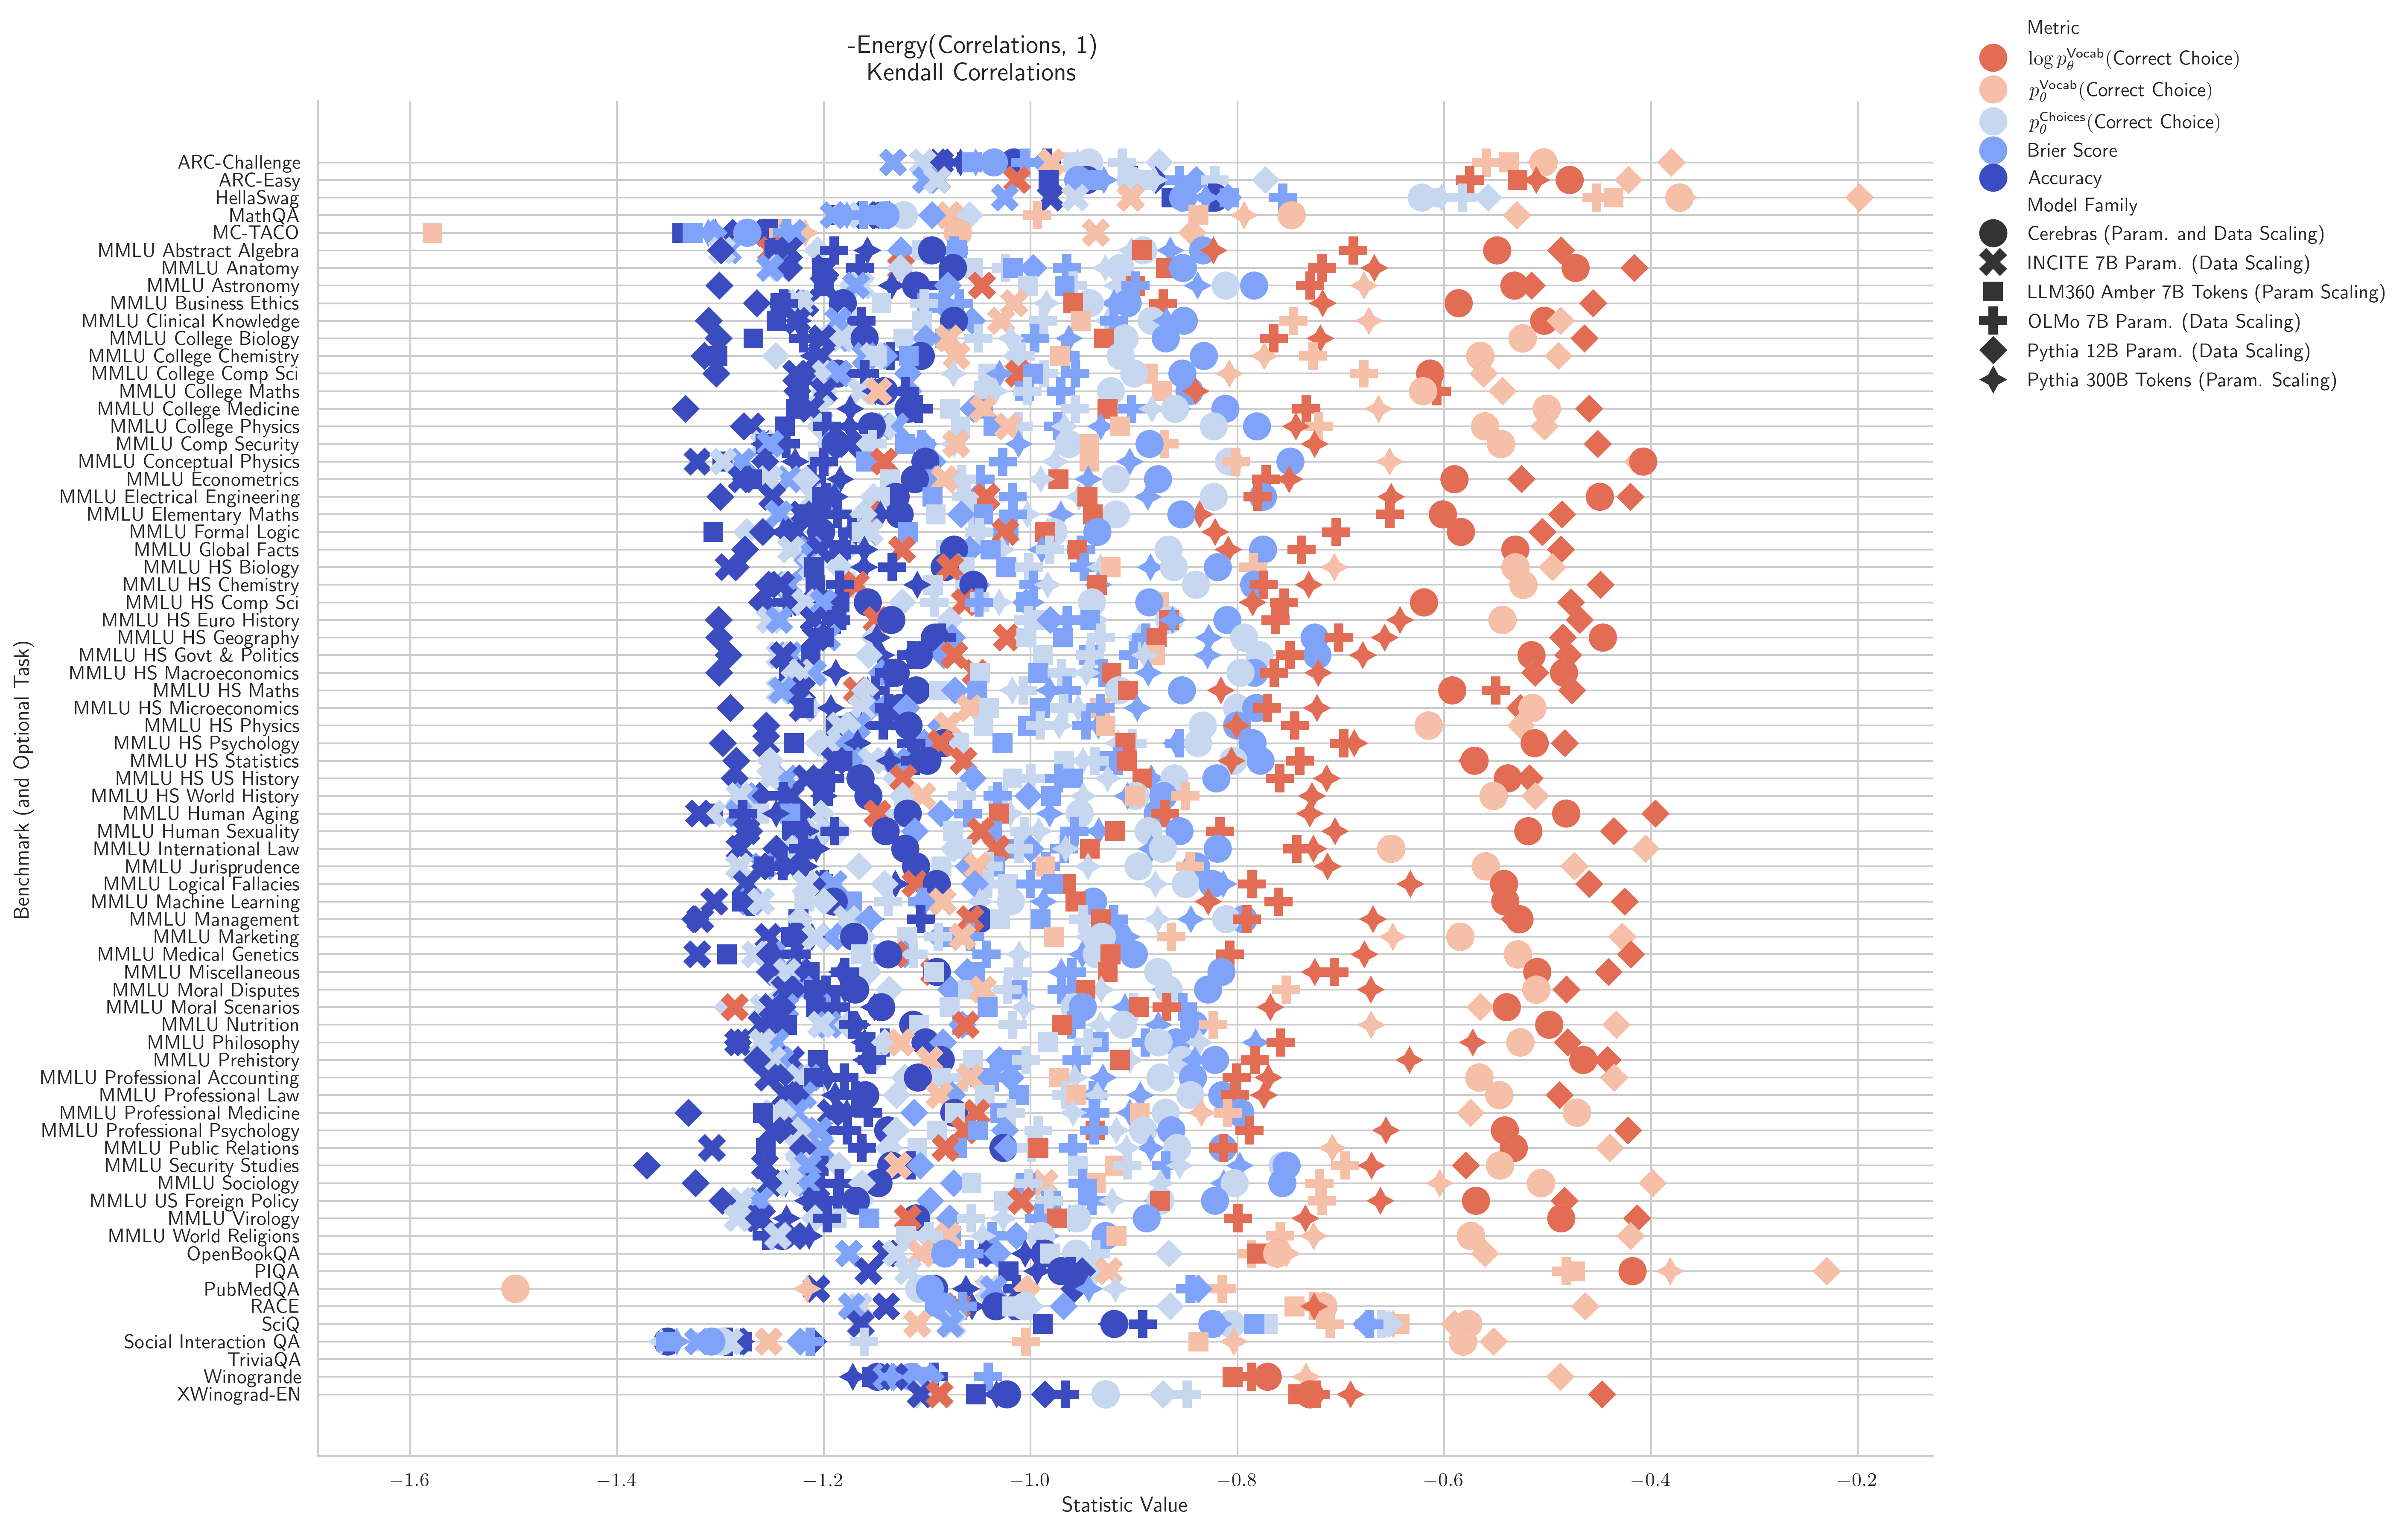 -Energy(Correlations, 1)
Kendall Correlations
Metric
log p_θ^Vocab(Correct Choice)
p_θ^Vocab(Correct Choice)
p_θ^Choices(Correct Choice)
Brier Score
Accuracy
Model Family
Cerebras (Param. and Data Scaling)
INCITE 7B Param. (Data Scaling)
LLM360 Amber 7B Tokens (Param Scaling)
OLMo 7B Param. (Data Scaling)
Pythia 12B Param. (Data Scaling)
Pythia 300B Tokens (Param. Scaling)
Benchmark (and Optional Task)
ARC-Challenge
ARC-Easy
HellaSwag
MathQA
MC-TACO
MMLU Abstract Algebra
MMLU Anatomy
MMLU Astronomy
MMLU Business Ethics
MMLU Clinical Knowledge
MMLU College Biology
MMLU College Chemistry
MMLU College Comp Sci
MMLU College Maths
MMLU College Medicine
MMLU College Physics
MMLU Comp Security
MMLU Conceptual Physics
MMLU Econometrics
MMLU Electrical Engineering
MMLU Elementary Maths
MMLU Formal Logic
MMLU Global Facts
MMLU HS Biology
MMLU HS Chemistry
MMLU HS Comp Sci
MMLU HS Euro History
MMLU HS Geography
MMLU HS Govt & Politics
MMLU HS Macroeconomics
MMLU HS Maths
MMLU HS Microeconomics
MMLU HS Physics
MMLU HS Psychology
MMLU HS Statistics
MMLU HS US History
MMLU HS World History
MMLU Human Aging
MMLU Human Sexuality
MMLU International Law
MMLU Jurisprudence
MMLU Logical Fallacies
MMLU Machine Learning
MMLU Management
MMLU Marketing
MMLU Medical Genetics
MMLU Miscellaneous
MMLU Moral Disputes
MMLU Moral Scenarios
MMLU Nutrition
MMLU Philosophy
MMLU Prehistory
MMLU Professional Accounting
MMLU Professional Law
MMLU Professional Medicine
MMLU Professional Psychology
MMLU Public Relations
MMLU Security Studies
MMLU Sociology
MMLU US Foreign Policy
MMLU Virology
MMLU World Religions
OpenBookQA
PIQA
PubMedQA
RACE
SciQ
Social Interaction QA
TriviaQA
Winogrande
XWinograd-EN
−1.6 −1.4 −1.2 −1.0 −0.8 −0.6 −0.4 −0.2
Statistic Value